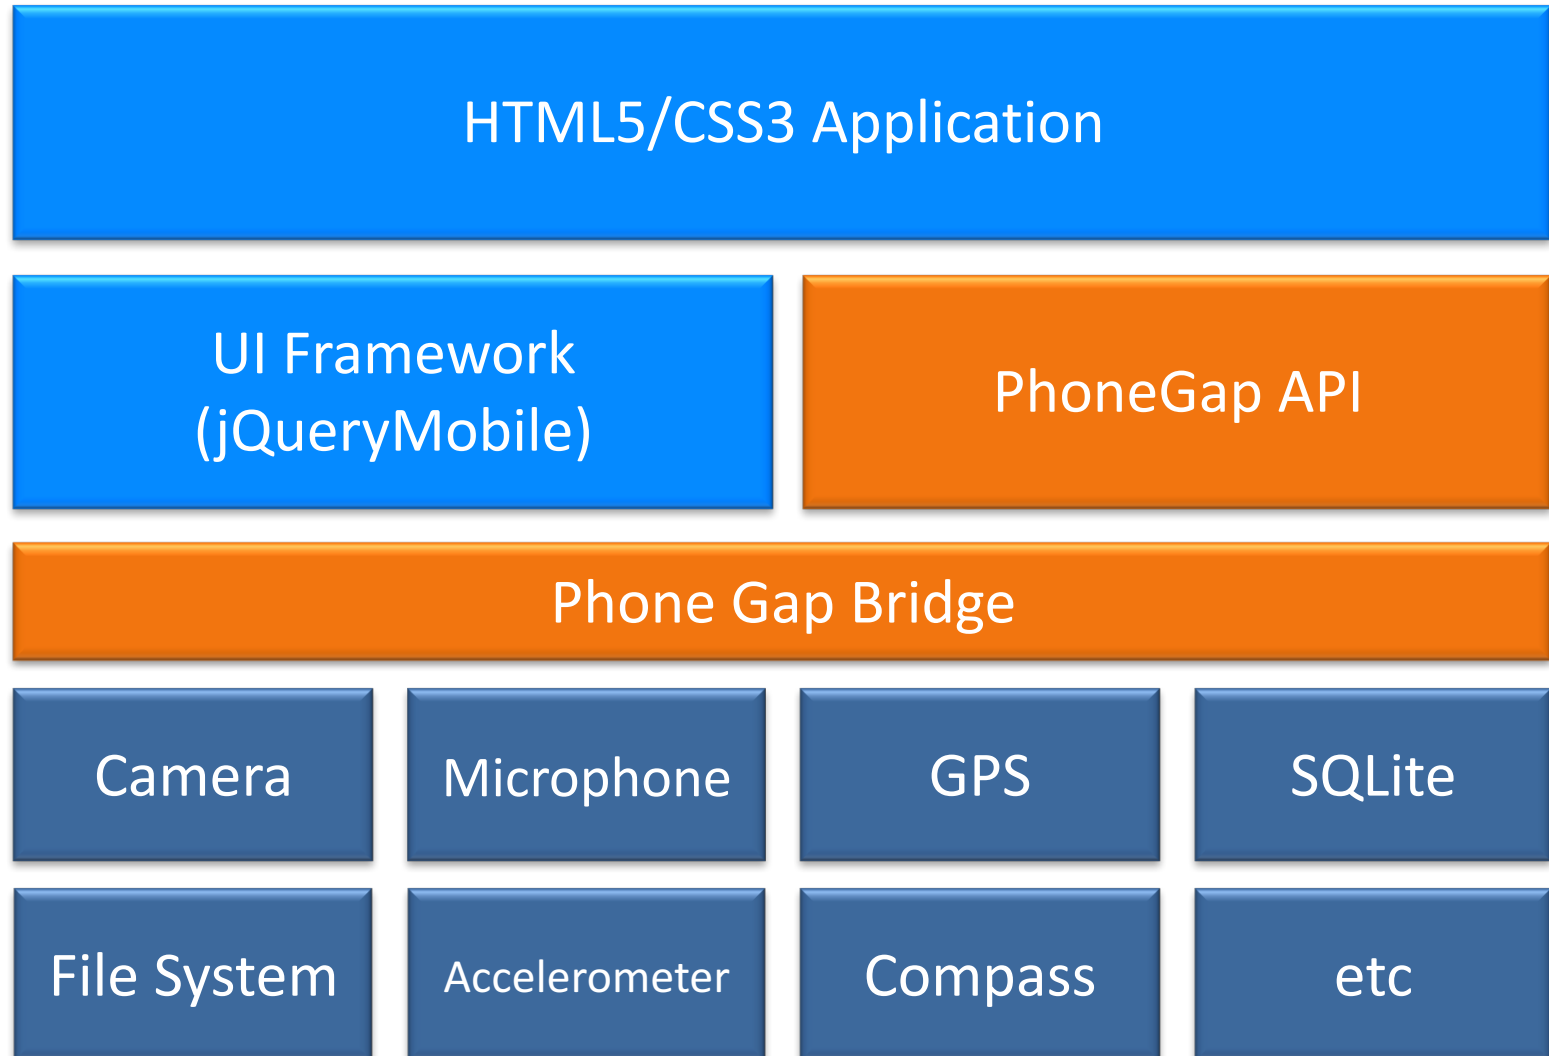 HTML5/CSS3 Application
UI Framework
(jQueryMobile)
PhoneGap API
Phone Gap Bridge
Camera
Microphone
GPS
SQLite
File System
Accelerometer
Compass
etc